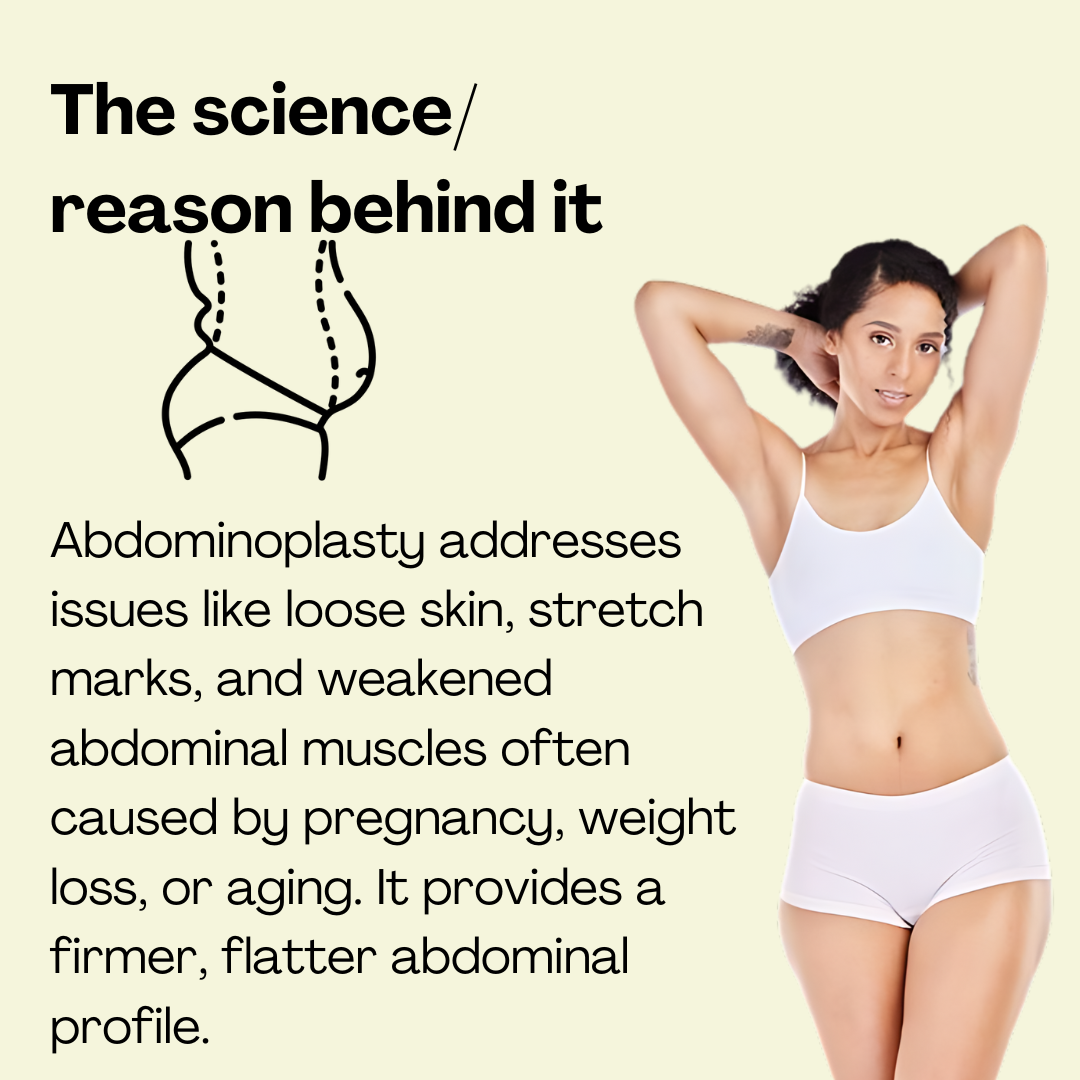 The science/
reason behind it
Abdominoplasty addresses
issues like loose skin, stretch
marks, and weakened
abdominal muscles often
caused by pregnancy, weight
loss, or aging. It provides a
firmer, flatter abdominal
profile.